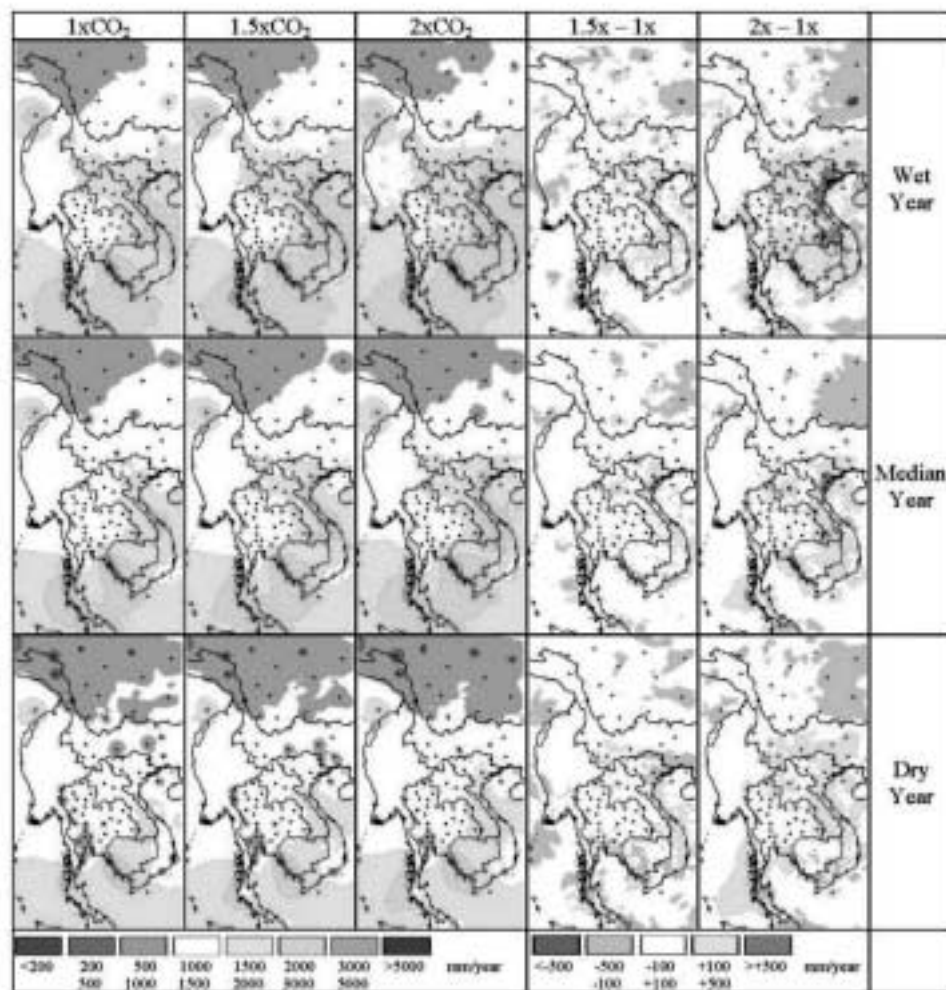 1xCO₂ 1.5xCO₂ 2xCO₂ 1.5x – 1x 2x – 1x
Wet
Year
Median
Year
Dry
Year
<200 200 500 1000 1500 2000 3000 >5000 mm/year
500 1000 1500 2000 3000 5000
<-500 -500 -100 +100 >+500 mm/year
-100 +100 +500